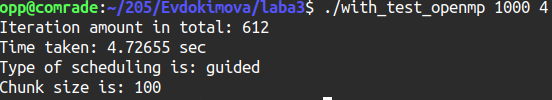 opp@comrade:~/205/Evdokimova/laba3$ ./with_test_openmp 1000 4
Iteration amount in total: 612
Time taken: 4.72655 sec
Type of scheduling is: guided
Chunk size is: 100